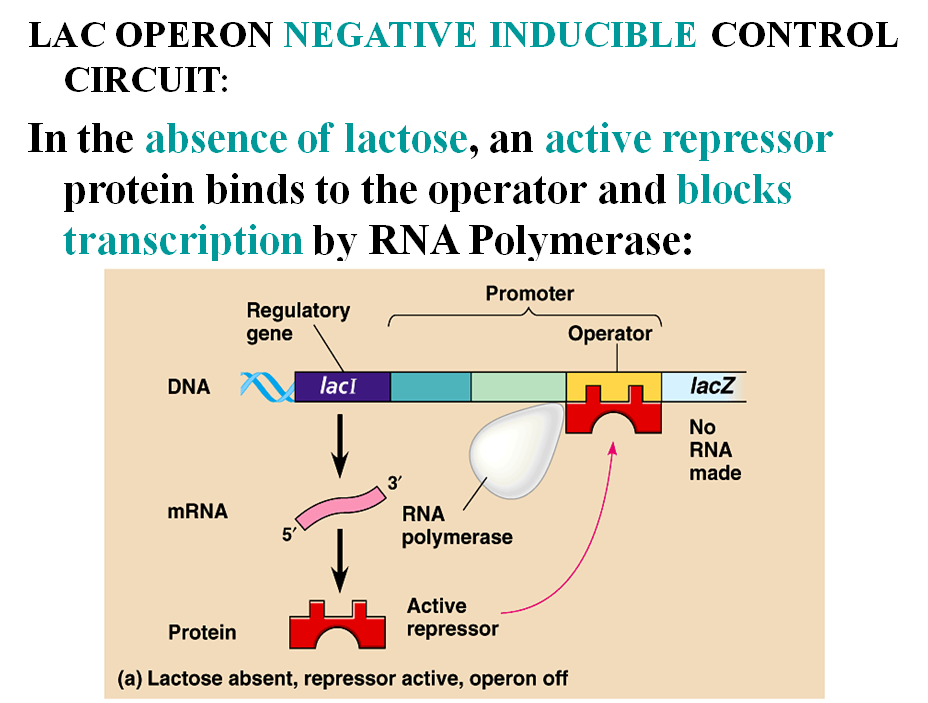 LAC OPERON NEGATIVE INDUCIBLE CONTROL
CIRCUIT:
In the absence of lactose, an active repressor
protein binds to the operator and blocks
transcription by RNA Polymerase:
Promoter
Regulatory
gene
Operator
DNA
lacI
lacZ
No
RNA
made
3′
mRNA
RNA
polymerase
5′
Active
repressor
Protein
(a) Lactose absent, repressor active, operon off